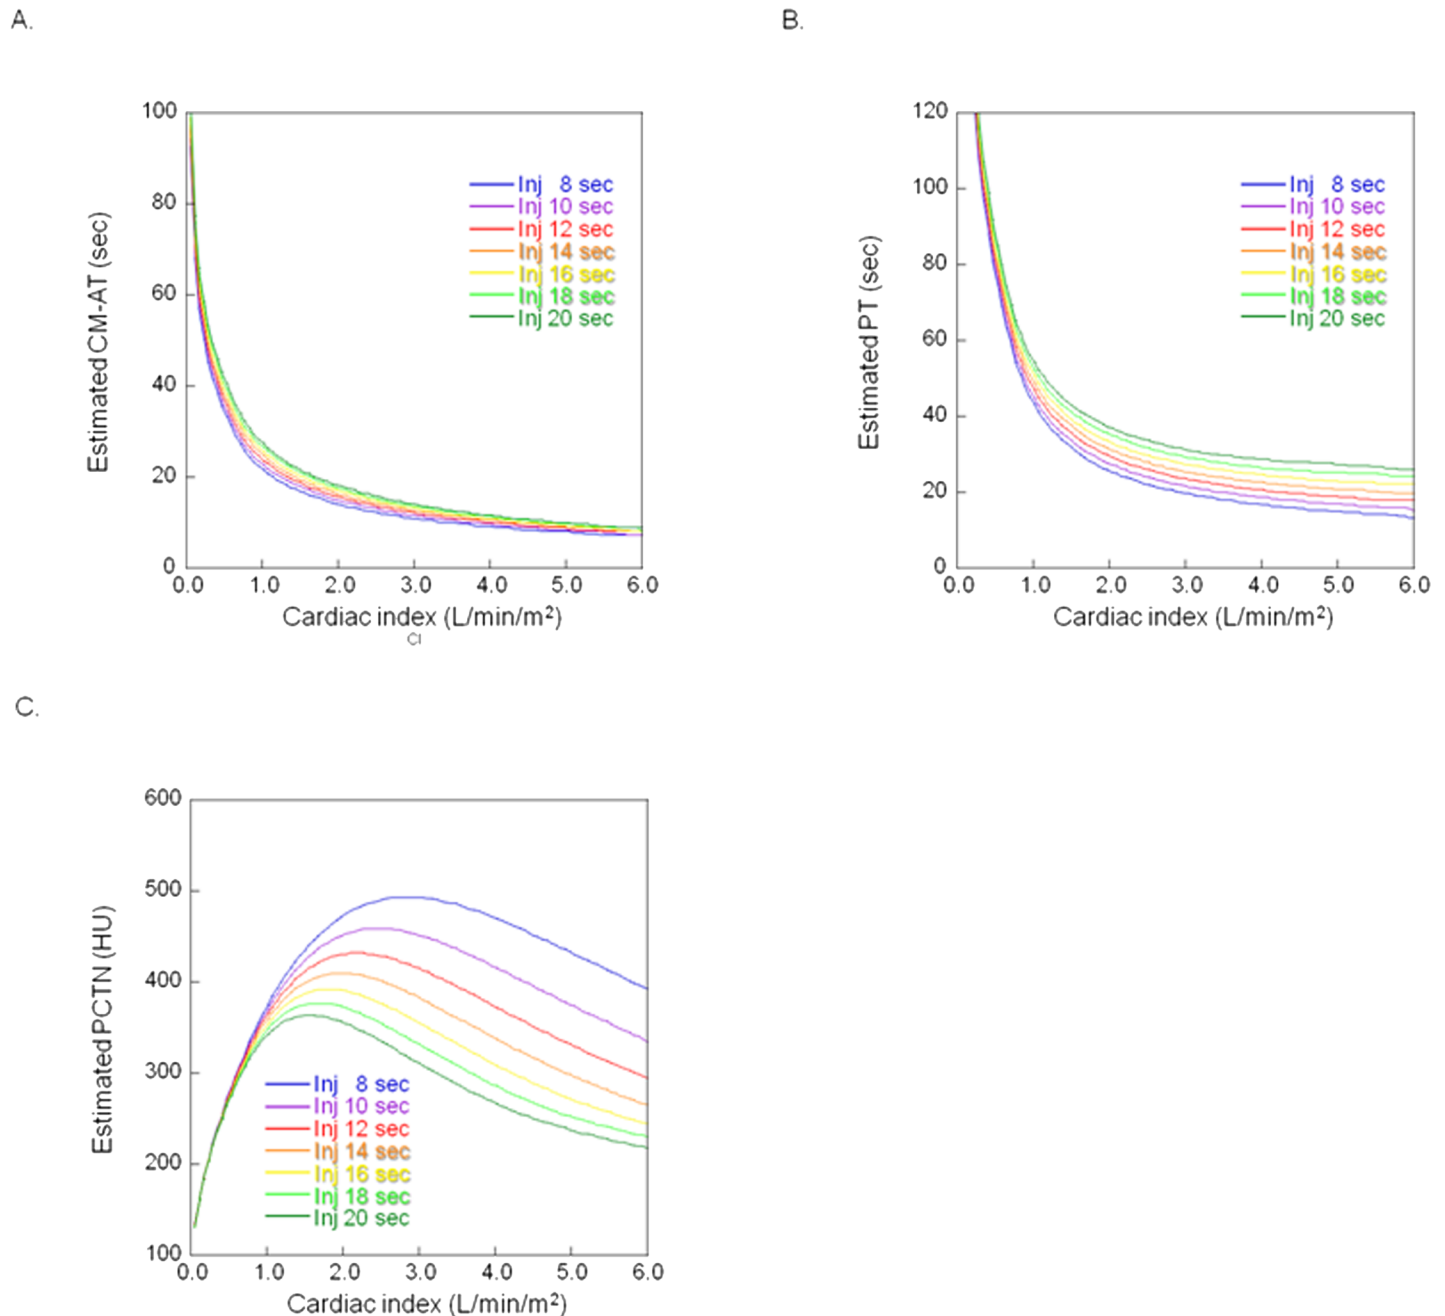 A.
100
80
60
40
20
0
Estimated CM-AT (sec)
Inj 8 sec
Inj 10 sec
Inj 12 sec
Inj 14 sec
Inj 16 sec
Inj 18 sec
Inj 20 sec
0.0 1.0 2.0 3.0 4.0 5.0 6.0
Cardiac index (L/min/m²)
CI
B.
120
100
80
60
40
20
0
Estimated PT (sec)
Inj 8 sec
Inj 10 sec
Inj 12 sec
Inj 14 sec
Inj 16 sec
Inj 18 sec
Inj 20 sec
0.0 1.0 2.0 3.0 4.0 5.0 6.0
Cardiac index (L/min/m²)
C.
600
500
400
300
200
100
Estimated PCTN (HU)
Inj 8 sec
Inj 10 sec
Inj 12 sec
Inj 14 sec
Inj 16 sec
Inj 18 sec
Inj 20 sec
0.0 1.0 2.0 3.0 4.0 5.0 6.0
Cardiac index (L/min/m²)